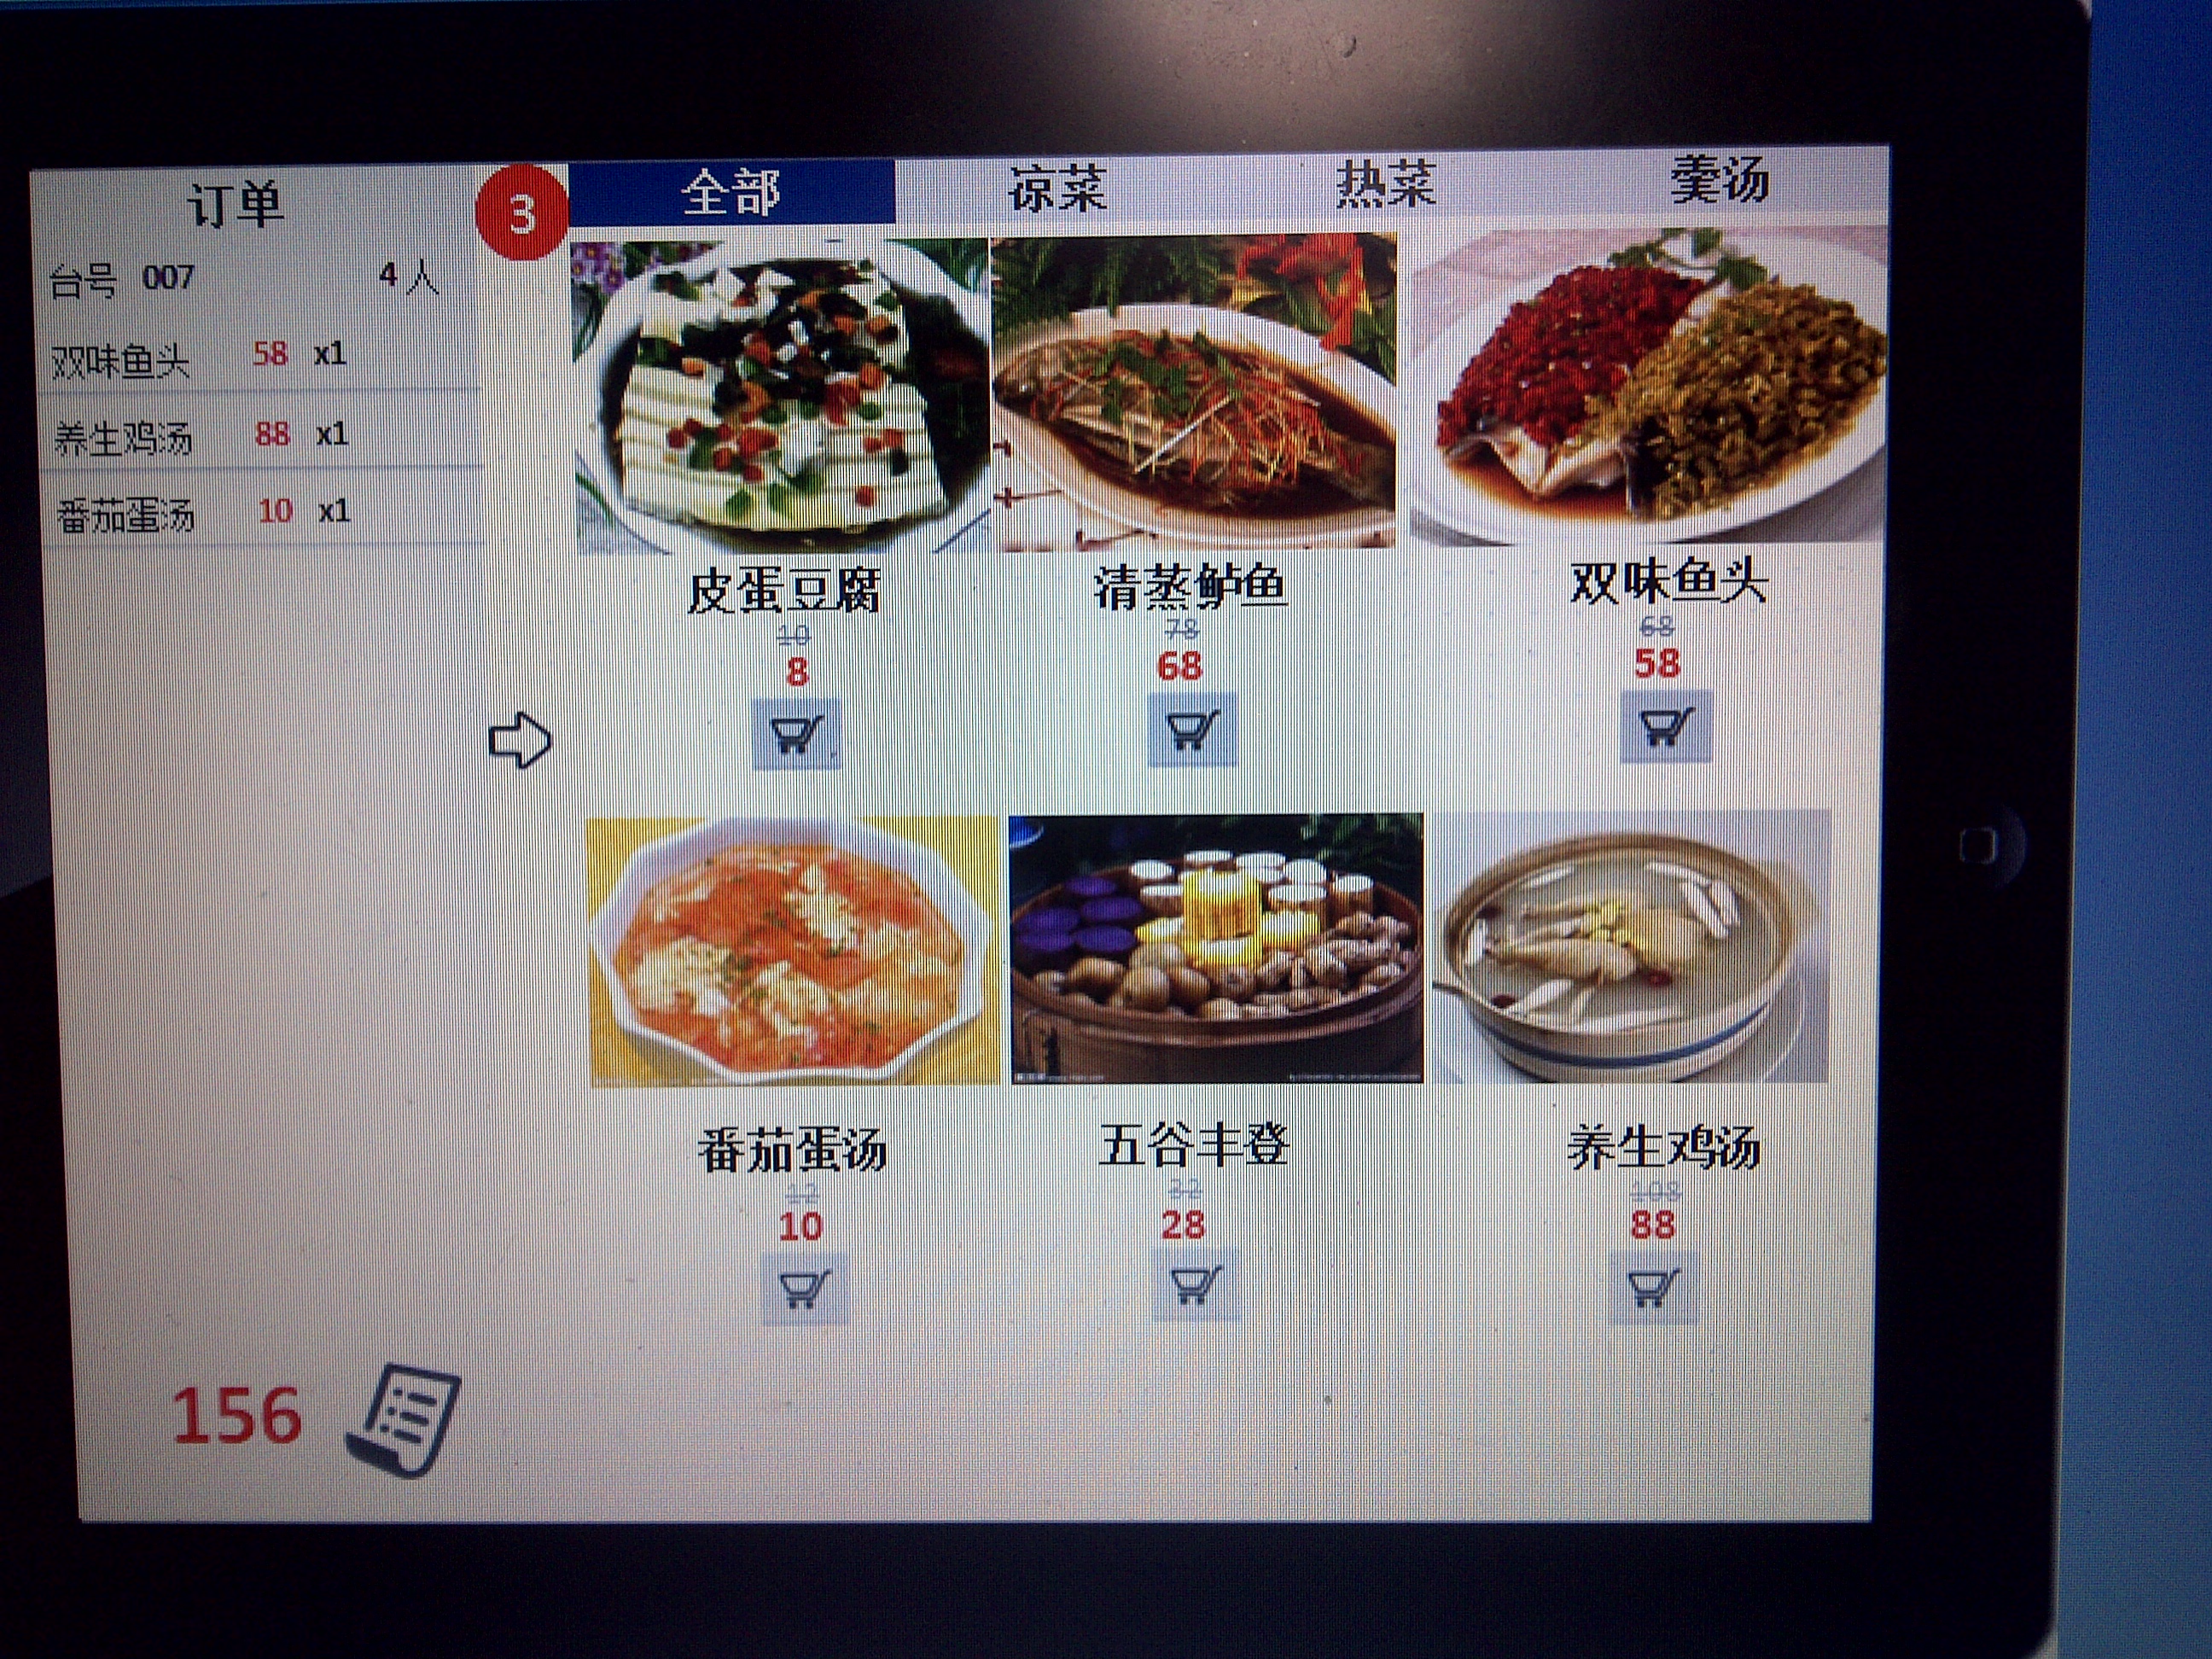 订单
台号 007 4人
双味鱼头 58 x1
养生鸡汤 88 x1
番茄蛋汤 10 x1
156
3
全部 凉菜 热菜 羹汤
皮蛋豆腐 清蒸鲈鱼 双味鱼头
10 78 68
8 68 58
番茄蛋汤 五谷丰登 养生鸡汤
12 32 108
10 28 88